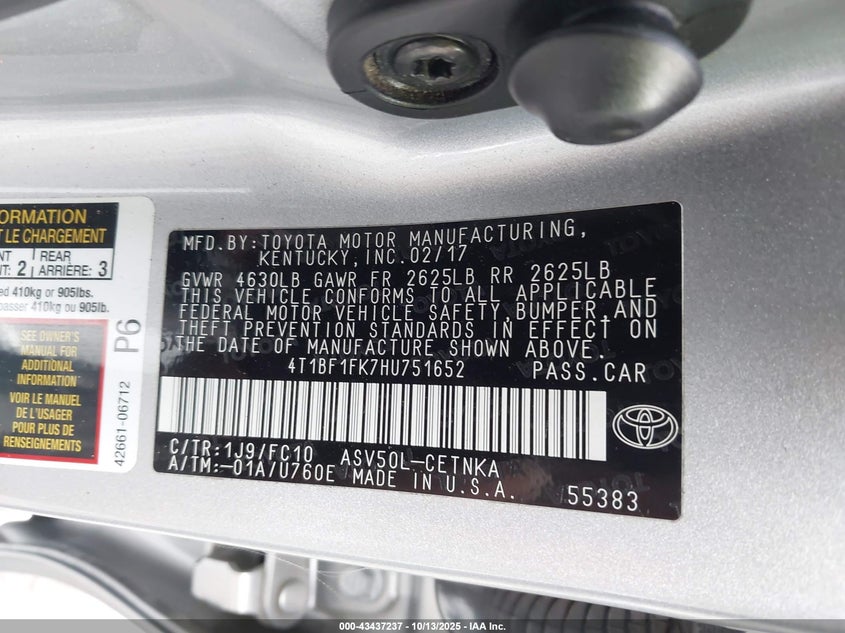 ORMATION
T LE CHARGEMENT
NT : 2 | REAR ARRIÈRE : 3
ed 410kg or 905lbs.
passer 410kg ou 905lb.
SEE OWNER'S
MANUAL FOR
ADDITIONAL
INFORMATION
VOIR LE MANUEL
DE L'USAGER
POUR PLUS DE
RENSEIGNEMENTS
P6
42661-06712
MFD.BY:TOYOTA MOTOR MANUFACTURING,
KENTUCKY,INC.02/17
GVWR 4630LB GAWR FR 2625LB RR 2625LB
THIS VEHICLE CONFORMS TO ALL APPLICABLE
FEDERAL MOTOR VEHICLE SAFETY,BUMPER,AND
THEFT PREVENTION STANDARDS IN EFFECT ON
THE DATE OF MANUFACTURE SHOWN ABOVE.
4T1BF1FK7HU751652 PASS.CAR
C/TR:1J9/FC10 ASV50L-CETNKA
A/TM:-01A/U760E MADE IN U.S.A.
55383
000-43437237 - 10/13/2025 - IAA Inc.